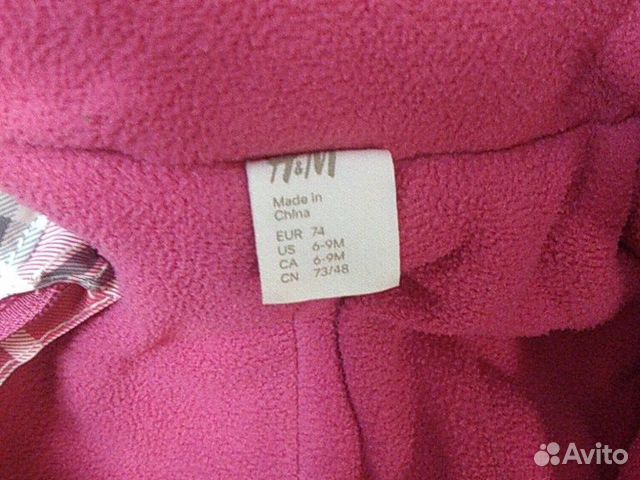 H&M
Made in
China
EUR 74
US 6-9M
CA 6-9M
CN 73/48
Avito